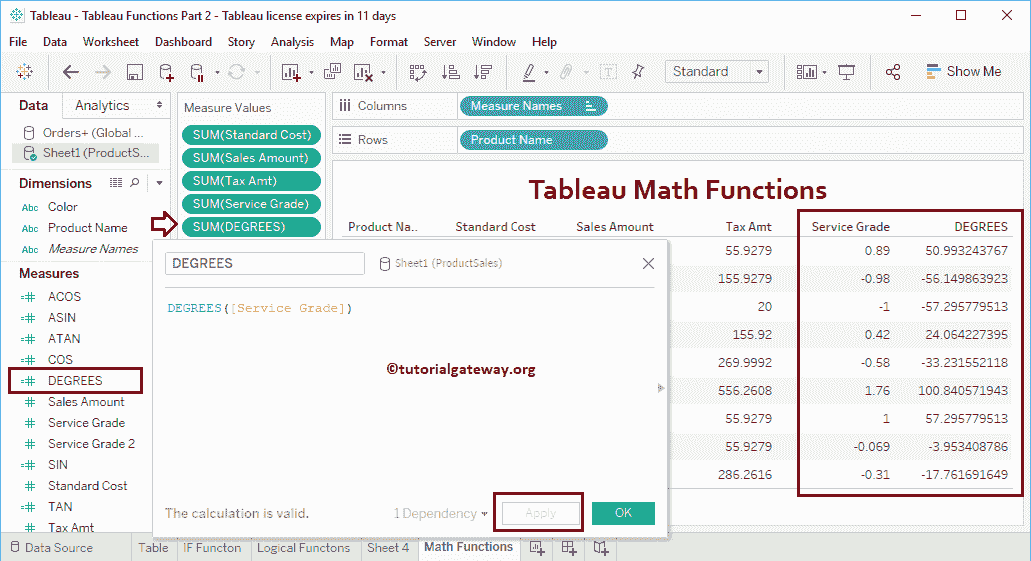 Tableau - Tableau Functions Part 2 - Tableau license expires in 11 days
File Data Worksheet Dashboard Story Analysis Map Format Server Window Help
Standard
Show Me
Data Analytics
Orders+ (Global ...
Sheet1 (ProductS...
Dimensions
Abc Color
Abc Product Name
Abc Measure Names
Measures
ACOS
ASIN
ATAN
COS
DEGREES
Sales Amount
Service Grade
Service Grade 2
SIN
Standard Cost
TAN
Tax Amt
Measure Values
SUM(Standard Cost)
SUM(Sales Amount)
SUM(Tax Amt)
SUM(Service Grade)
SUM(DEGREES)
Columns Measure Names
Rows Product Name
Tableau Math Functions
Product Na.. Standard Cost Sales Amount Tax Amt Service Grade DEGREES
55.9279 0.89 50.993243767
155.9279 -0.98 -56.149863923
20 -1 -57.295779513
155.92 0.42 24.064227395
269.9992 -0.58 -33.231552118
556.2608 1.76 100.840571943
55.9279 1 57.295779513
55.9279 -0.069 -3.953408786
286.2616 -0.31 -17.761691649
DEGREES Sheet1 (ProductSales)
DEGREES([Service Grade])
©tutorialgateway.org
The calculation is valid. 1 Dependency Apply OK
Data Source Table IF Functon Logical Functons Sheet 4 Math Functions